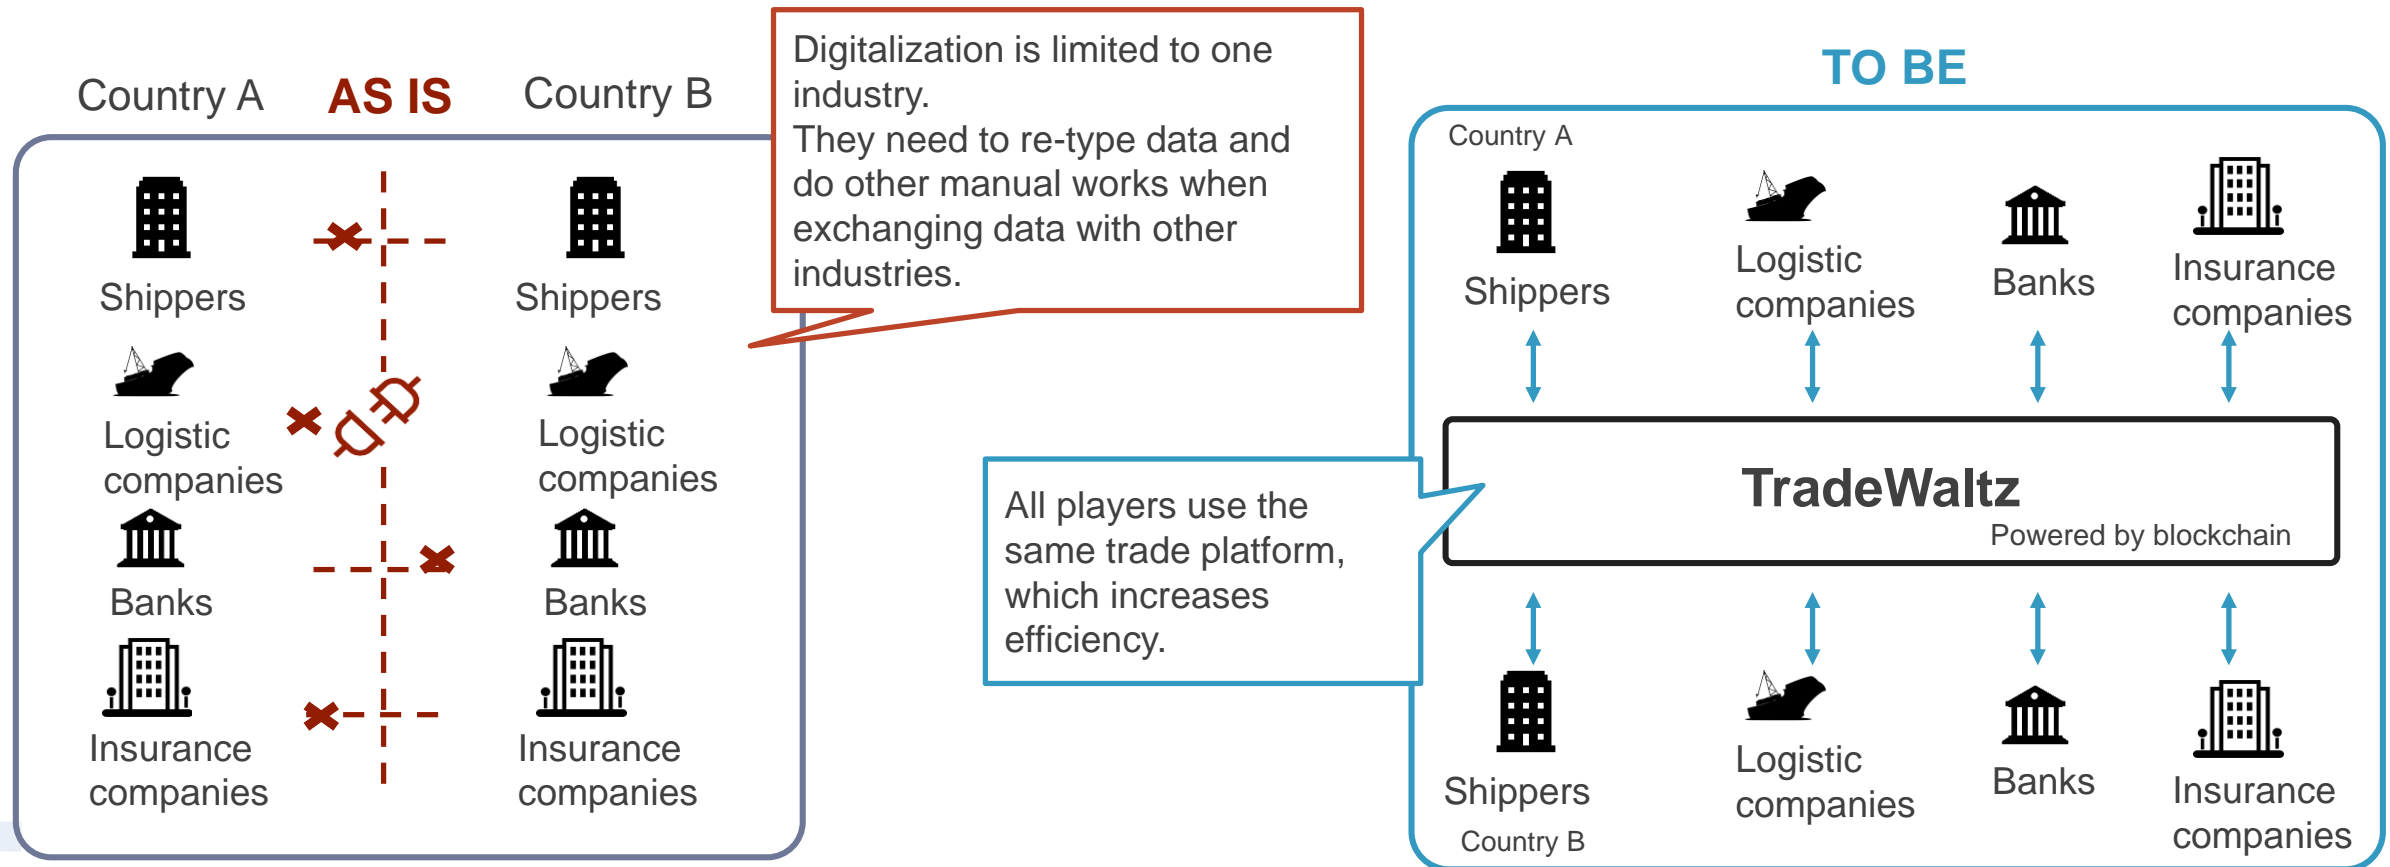 Country A
AS IS
Country B
Shippers
Shippers
Logistic
companies
Logistic
companies
Banks
Banks
Insurance
companies
Insurance
companies
Digitalization is limited to one
industry.
They need to re-type data and
do other manual works when
exchanging data with other
industries.
TO BE
Country A
Shippers
Logistic
companies
Banks
Insurance
companies
TradeWaltz
Powered by blockchain
All players use the
same trade platform,
which increases
efficiency.
Shippers
Logistic
companies
Banks
Insurance
companies
Country B